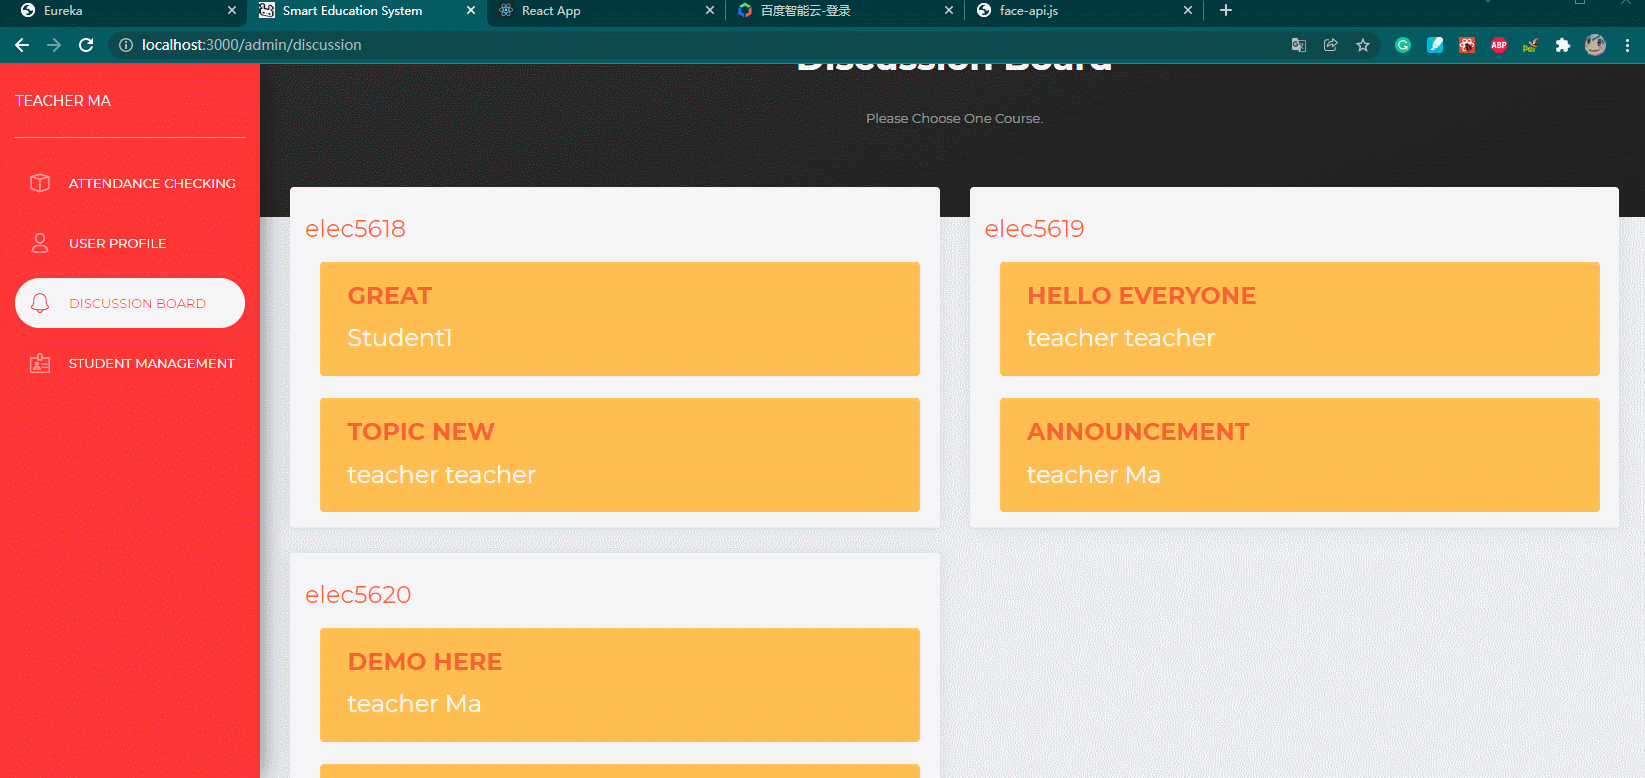 Eureka
Smart Education System
React App
百度智能云-登录
face-api.js
localhost:3000/admin/discussion
ABP
TEACHER MA
ATTENDANCE CHECKING
USER PROFILE
DISCUSSION BOARD
STUDENT MANAGEMENT
Discussion Board
Please Choose One Course.
elec5618
GREAT
Student1
TOPIC NEW
teacher teacher
elec5619
HELLO EVERYONE
teacher teacher
ANNOUNCEMENT
teacher Ma
elec5620
DEMO HERE
teacher Ma